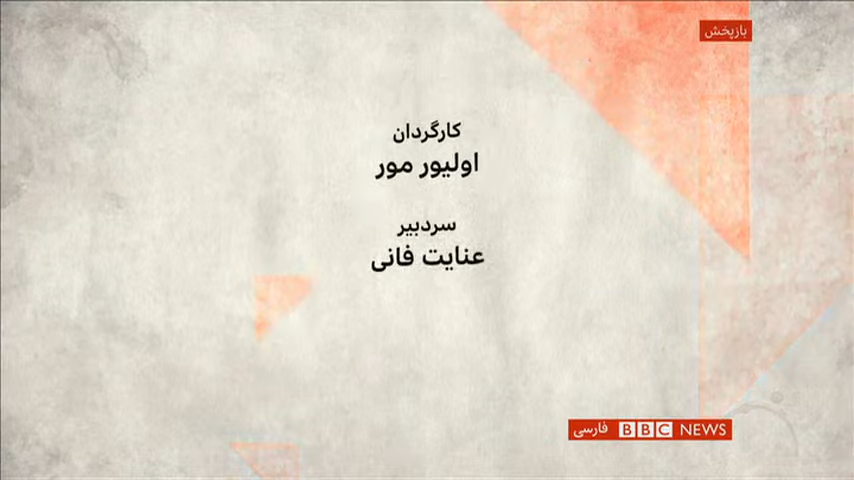 بازپخش
کارگردان
اولیور مور
سردبیر
عنایت فانی
BBC NEWS فارسی